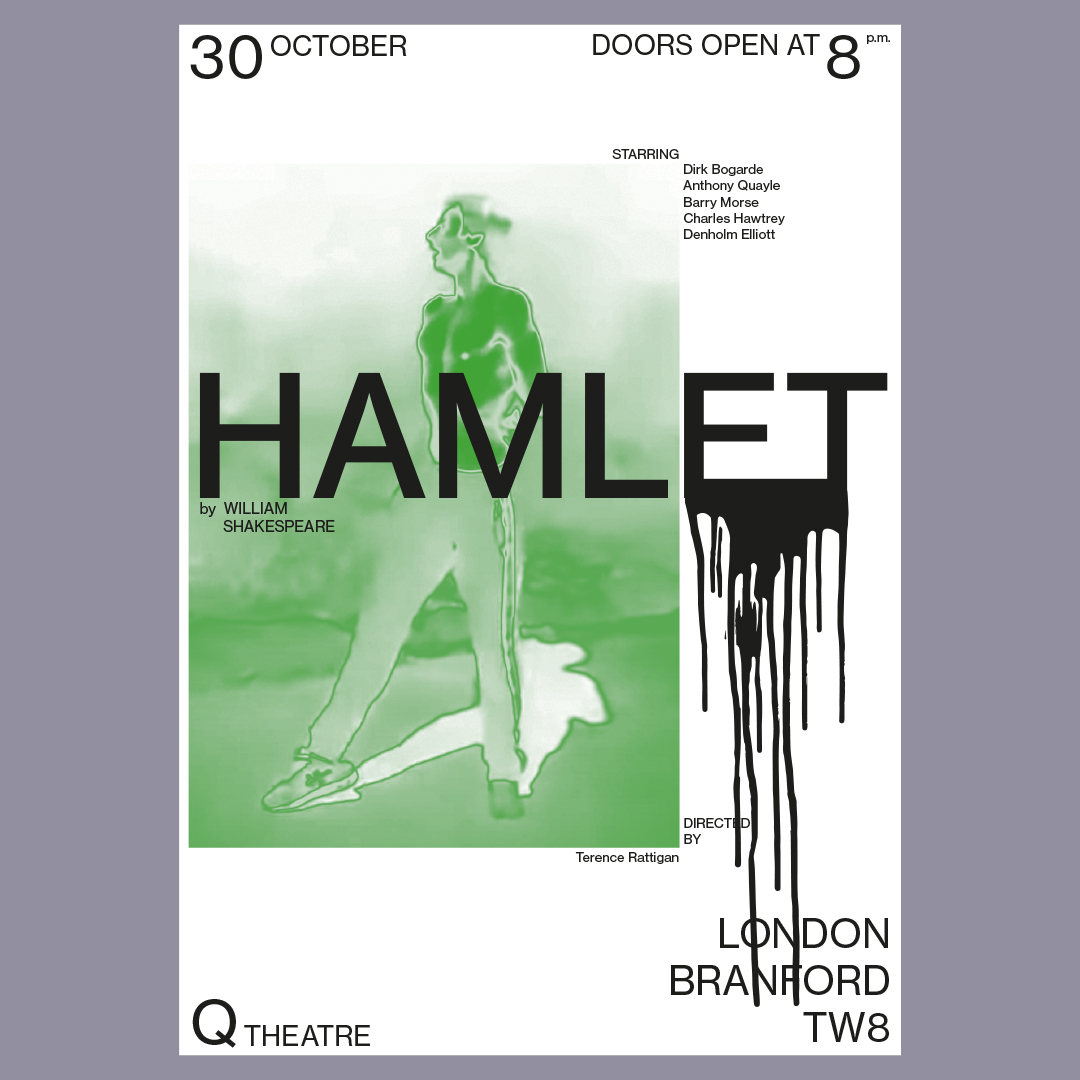 30 OCTOBER
DOORS OPEN AT 8 p.m.
STARRING
Dirk Bogarde
Anthony Quayle
Barry Morse
Charles Hawtrey
Denholm Elliott
HAMLET
by WILLIAM
SHAKESPEARE
DIRECTED
BY
Terence Rattigan
LONDON
BRANFORD
TW8
Q THEATRE